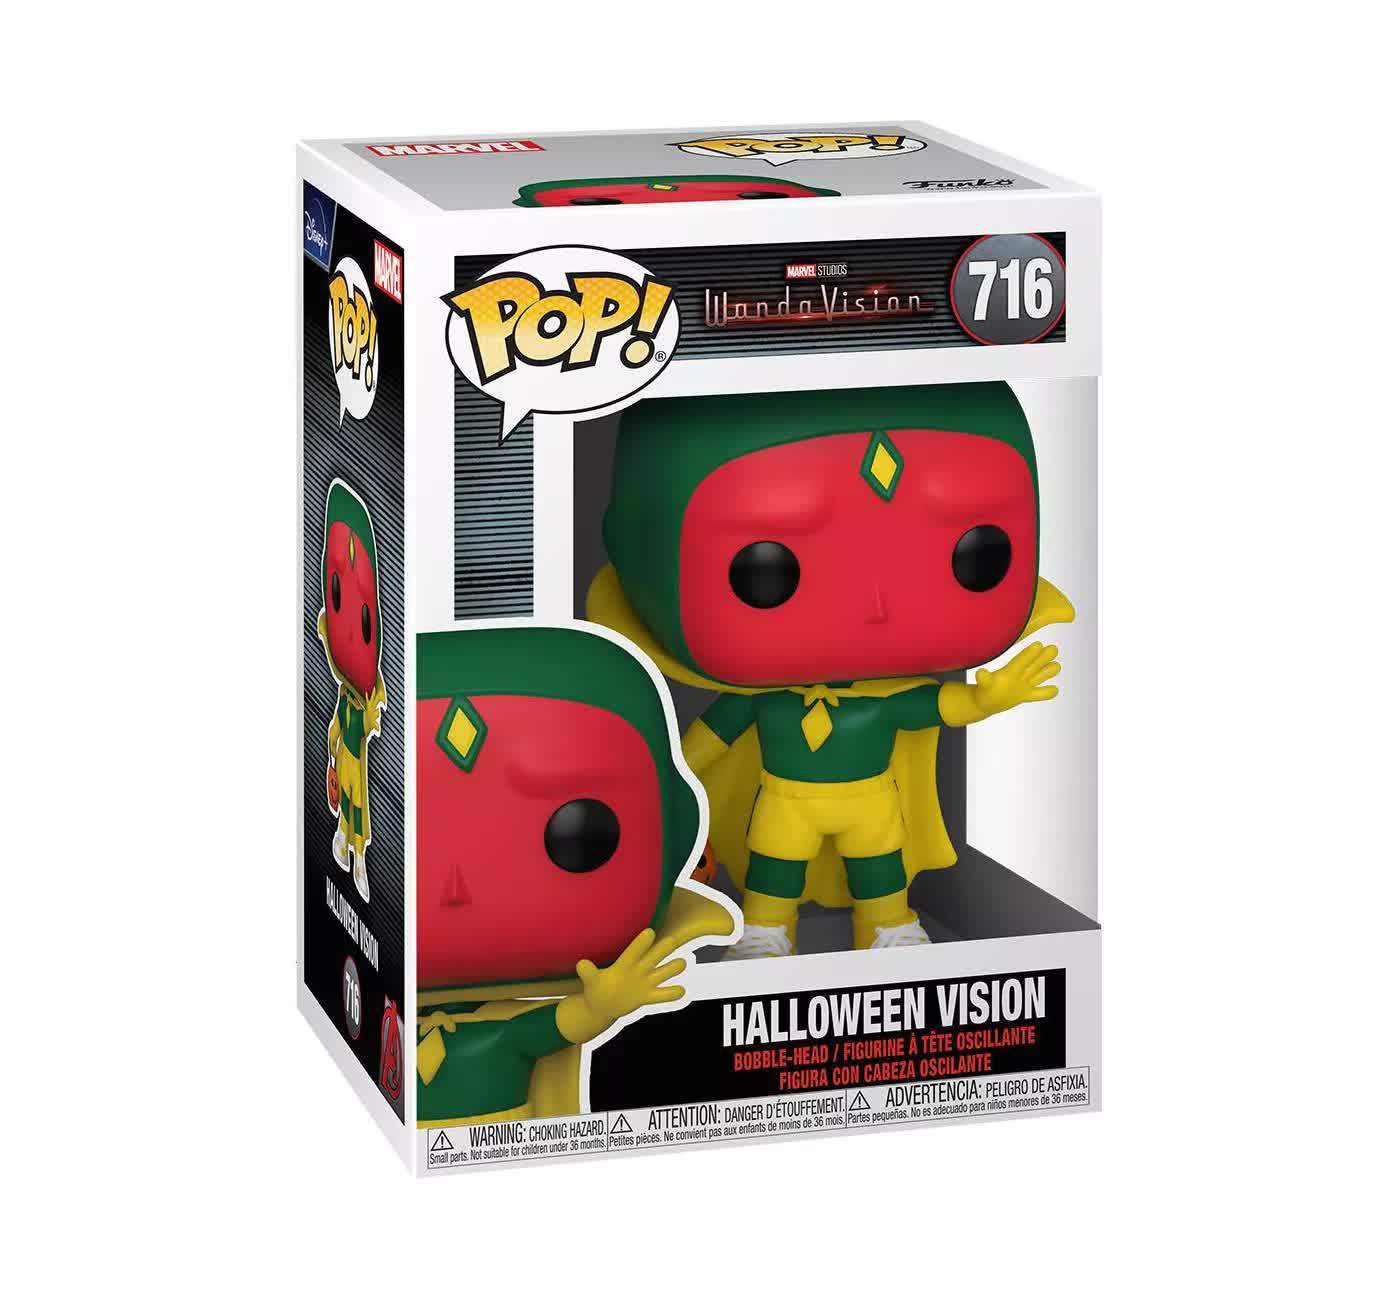 MARVEL
POP!
Funko
Disney+
MARVEL
POP!
HALLOWEEN VISION
716
POP!®
MARVEL STUDIOS
WandaVision
716
HALLOWEEN VISION
BOBBLE-HEAD / FIGURINE À TÊTE OSCILLANTE
FIGURA CON CABEZA OSCILANTE
WARNING: CHOKING HAZARD.
Small parts. Not suitable for children under 36 months.
ATTENTION: DANGER D'ÉTOUFFEMENT.
Petites pièces. Ne convient pas aux enfants de moins de 36 mois.
ADVERTENCIA: PELIGRO DE ASFIXIA.
Partes pequeñas. No es adecuado para niños menores de 36 meses.